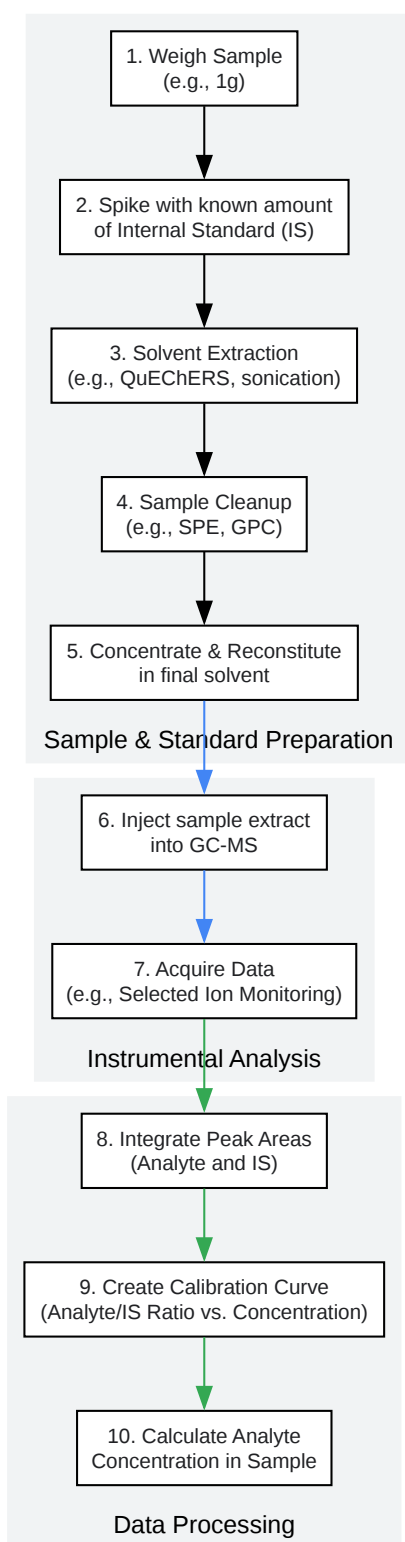 1. Weigh Sample
(e.g., 1g)
2. Spike with known amount
of Internal Standard (IS)
3. Solvent Extraction
(e.g., QuEChERS, sonication)
4. Sample Cleanup
(e.g., SPE, GPC)
5. Concentrate & Reconstitute
in final solvent
Sample & Standard Preparation
6. Inject sample extract
into GC-MS
7. Acquire Data
(e.g., Selected Ion Monitoring)
Instrumental Analysis
8. Integrate Peak Areas
(Analyte and IS)
9. Create Calibration Curve
(Analyte/IS Ratio vs. Concentration)
10. Calculate Analyte
Concentration in Sample
Data Processing